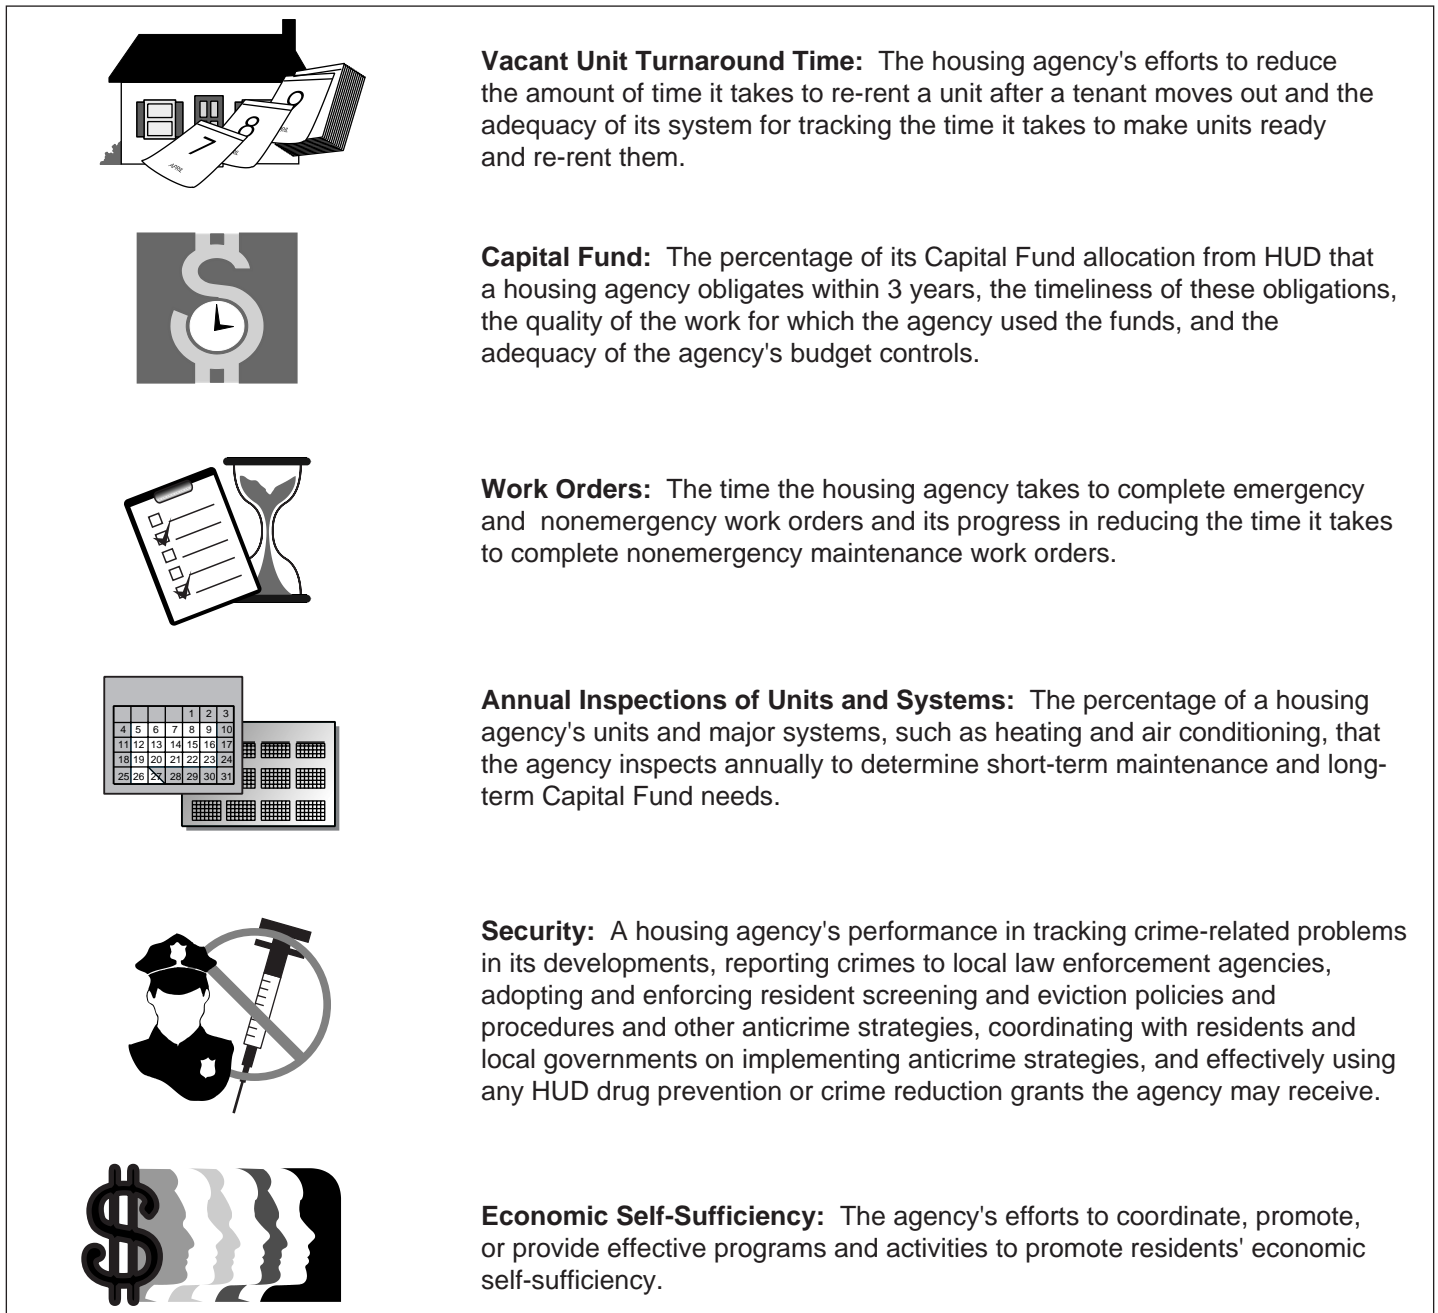 Vacant Unit Turnaround Time: The housing agency's efforts to reduce
the amount of time it takes to re-rent a unit after a tenant moves out and the
adequacy of its system for tracking the time it takes to make units ready
and re-rent them.
7
APRIL
8
9
Capital Fund: The percentage of its Capital Fund allocation from HUD that
a housing agency obligates within 3 years, the timeliness of these obligations,
the quality of the work for which the agency used the funds, and the
adequacy of the agency's budget controls.
Work Orders: The time the housing agency takes to complete emergency
and nonemergency work orders and its progress in reducing the time it takes
to complete nonemergency maintenance work orders.
1 2 3
4 5 6 7 8 9 10
11 12 13 14 15 16 17
18 19 20 21 22 23 24
25 26 27 28 29 30 31
Annual Inspections of Units and Systems: The percentage of a housing
agency's units and major systems, such as heating and air conditioning, that
the agency inspects annually to determine short-term maintenance and long-
term Capital Fund needs.
Security: A housing agency's performance in tracking crime-related problems
in its developments, reporting crimes to local law enforcement agencies,
adopting and enforcing resident screening and eviction policies and
procedures and other anticrime strategies, coordinating with residents and
local governments on implementing anticrime strategies, and effectively using
any HUD drug prevention or crime reduction grants the agency may receive.
$
Economic Self-Sufficiency: The agency's efforts to coordinate, promote,
or provide effective programs and activities to promote residents' economic
self-sufficiency.